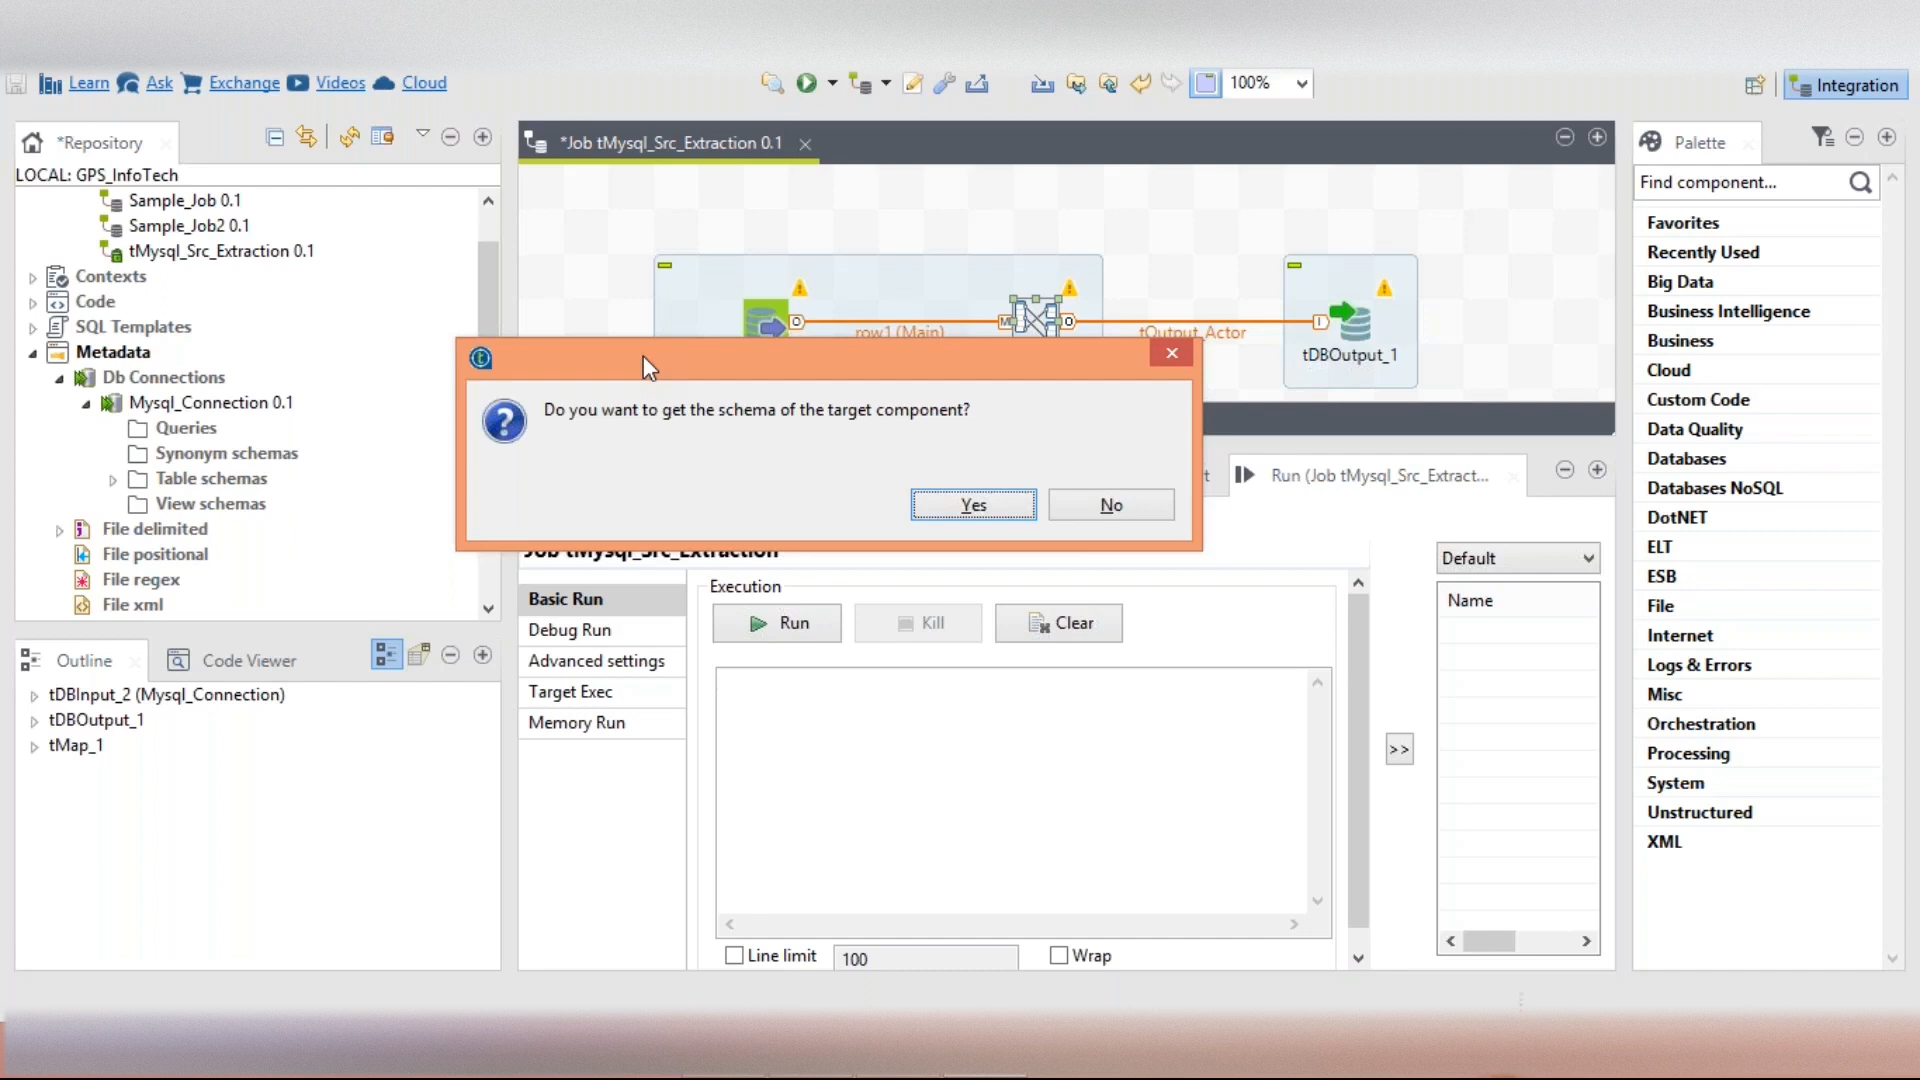 Learn Ask Exchange Videos Cloud
100%
Integration
*Repository
LOCAL: GPS_InfoTech
Sample_Job 0.1
Sample_Job2 0.1
tMysql_Src_Extraction 0.1
Contexts
Code
SQL Templates
Metadata
Db Connections
Mysql_Connection 0.1
Queries
Synonym schemas
Table schemas
View schemas
File delimited
File positional
File regex
File xml
Outline
Code Viewer
tDBInput_2 (Mysql_Connection)
tDBOutput_1
tMap_1
*Job tMysql_Src_Extraction 0.1
O
row1 (Main)
M
O
tOutput_Actor
I
tDBOutput_1
Do you want to get the schema of the target component?
Yes
No
t
Run (Job tMysql_Src_Extract...
Job tMysql_Src_Extraction
Basic Run
Debug Run
Advanced settings
Target Exec
Memory Run
Execution
Run
Kill
Clear
Line limit
100
Wrap
>>
Default
Name
Palette
Find component...
Favorites
Recently Used
Big Data
Business Intelligence
Business
Cloud
Custom Code
Data Quality
Databases
Databases NoSQL
DotNET
ELT
ESB
File
Internet
Logs & Errors
Misc
Orchestration
Processing
System
Unstructured
XML